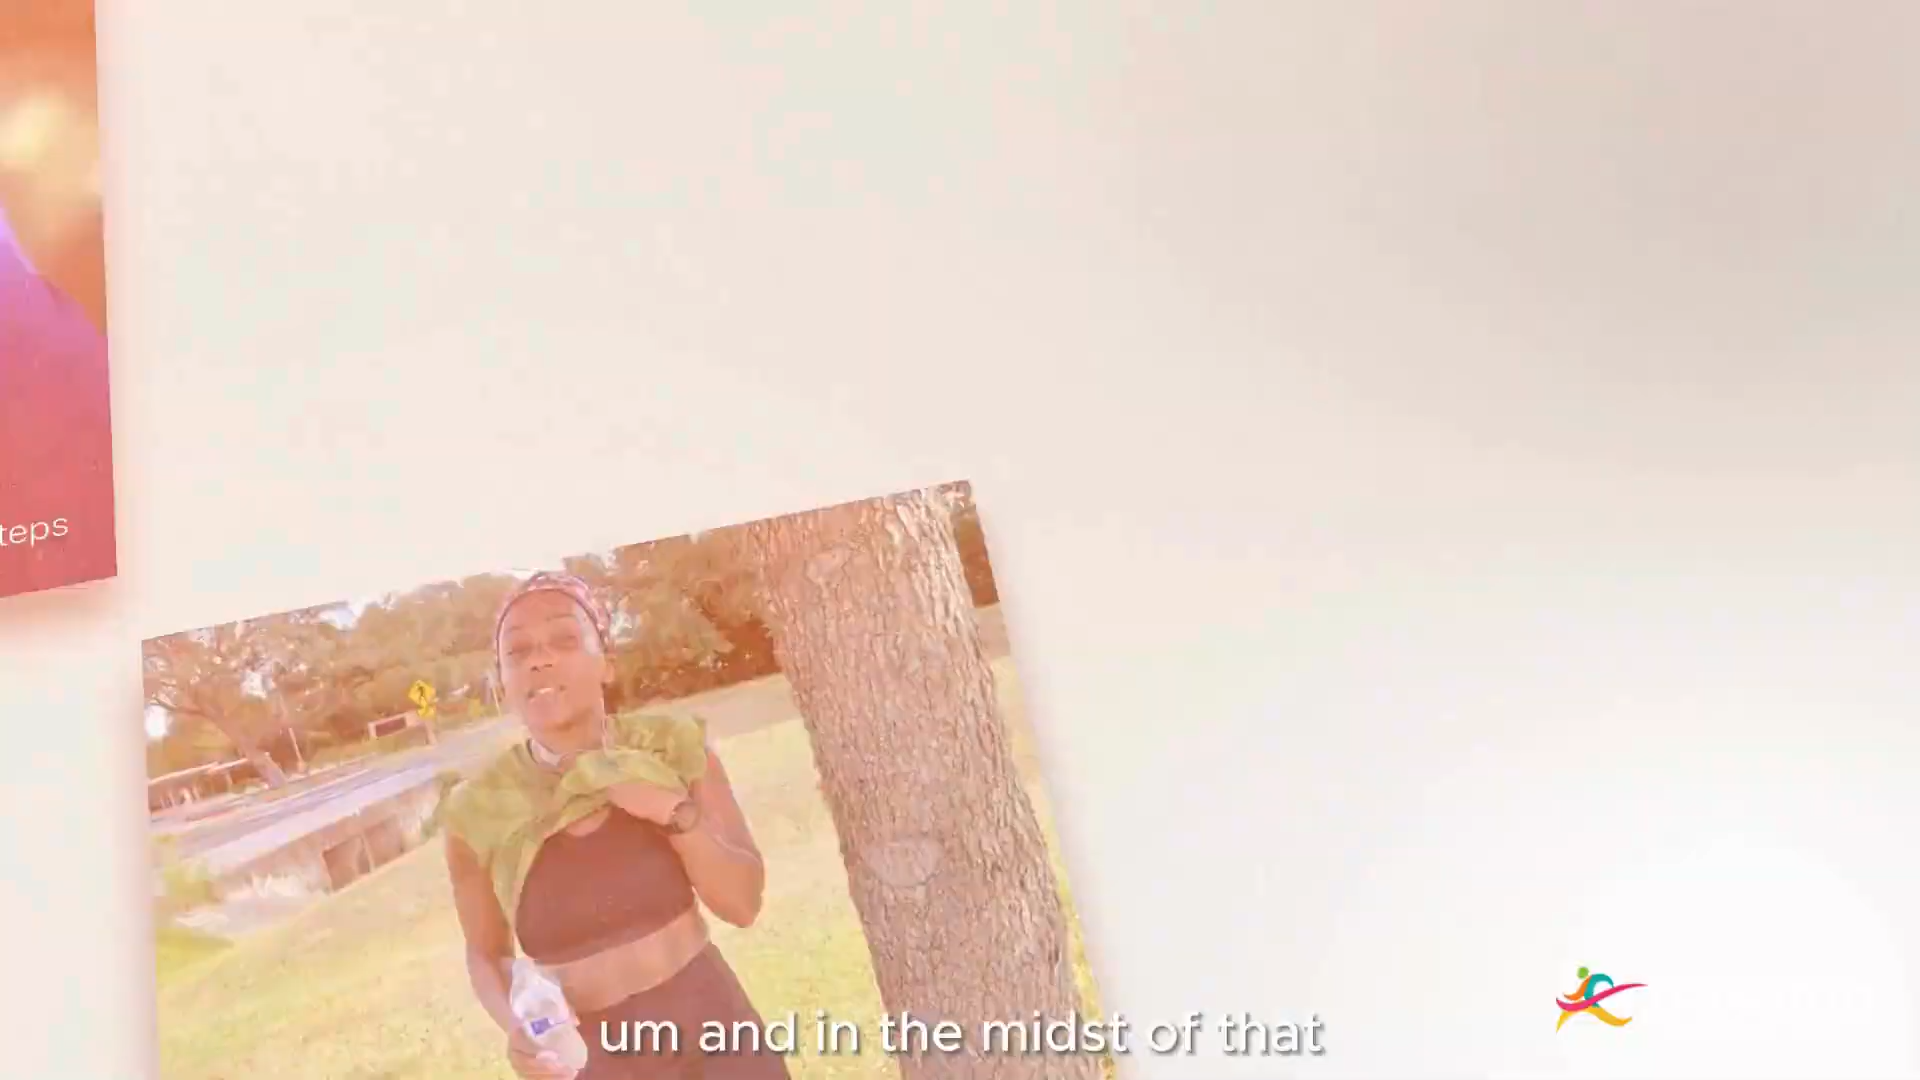 teps
um and in the midst of that